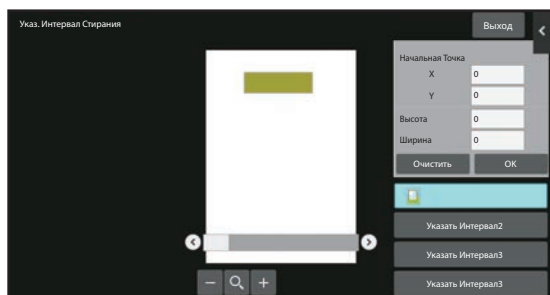 Указ. Интервал Стирания
Выход
Начальная Точка
X 0
Y 0
Высота 0
Ширина 0
Очистить OK
Указать Интервал2
Указать Интервал3
Указать Интервал3